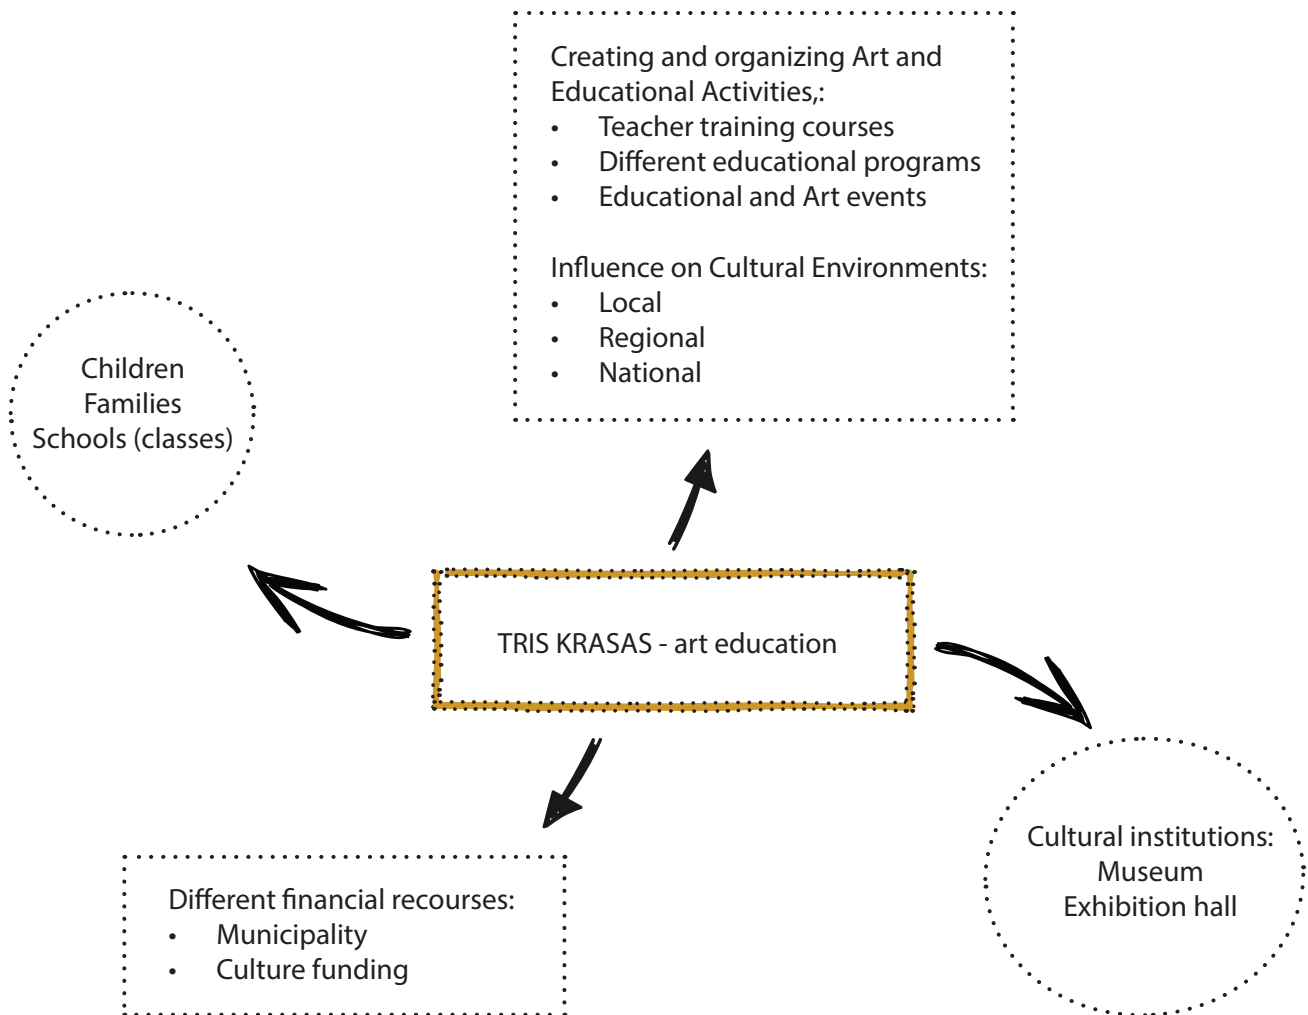 Creating and organizing Art and
Educational Activities,:
• Teacher training courses
• Different educational programs
• Educational and Art events
Influence on Cultural Environments:
• Local
• Regional
• National
Children
Families
Schools (classes)
TRIS KRASAS - art education
Cultural institutions:
Museum
Exhibition hall
Different financial recourses:
• Municipality
• Culture funding